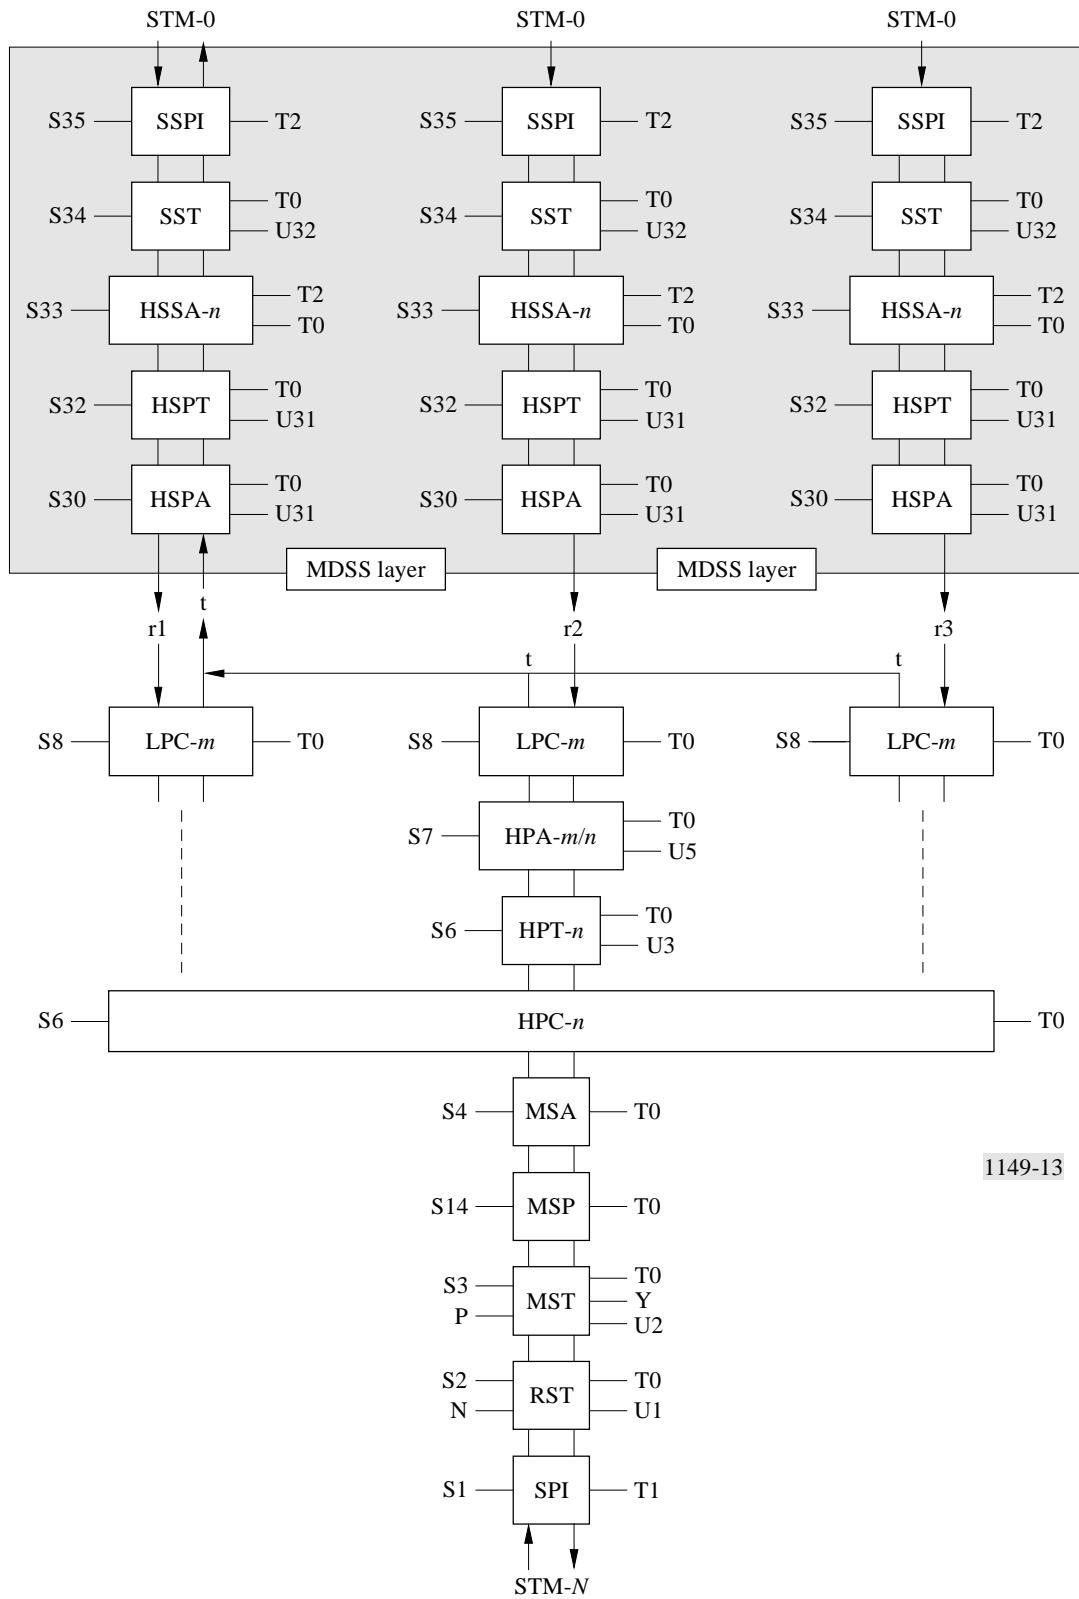 STM-0 STM-0 STM-0
S35 SSPI T2 S35 SSPI T2 S35 SSPI T2
T0 T0 T0
S34 SST S34 SST S34 SST
U32 U32 U32
T2 T2 T2
S33 HSSA-n S33 HSSA-n S33 HSSA-n
T0 T0 T0
T0 T0 T0
S32 HSPT S32 HSPT S32 HSPT
U31 U31 U31
T0 T0 T0
S30 HSPA S30 HSPA S30 HSPA
U31 U31 U31
MDSS layer MDSS layer
t
r1 r2 r3
t t
S8 LPC-m T0 S8 LPC-m T0 S8 LPC-m T0
T0
S7 HPA-m/n
U5
T0
S6 HPT-n
U3
S6 HPC-n T0
S4 MSA T0
1149-13
S14 MSP T0
T0
S3
MST Y
P
U2
S2 T0
RST
N U1
S1 SPI T1
STM-N